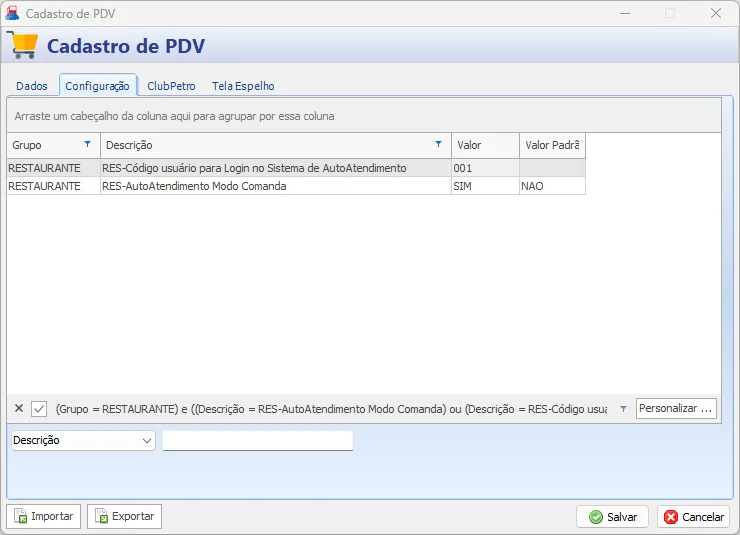 Cadastro de PDV
Cadastro de PDV
Dados Configuração ClubPetro Tela Espelho
Arraste um cabeçalho da coluna aqui para agrupar por essa coluna
Grupo Descrição Valor Valor Padrã
RESTAURANTE RES-Código usuário para Login no Sistema de AutoAtendimento 001
RESTAURANTE RES-AutoAtendimento Modo Comanda SIM NAO
(Grupo = RESTAURANTE) e ((Descrição = RES-AutoAtendimento Modo Comanda) ou (Descrição = RES-Código usua Personalizar ...
Descrição
Importar Exportar Salvar Cancelar